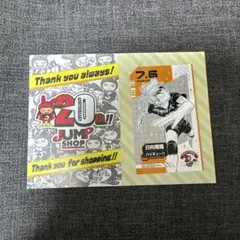 Thank you always!
20th!!
JUMP
SHOP
Thank you for shopping!!
7.6
日向翔陽
ハイキュー!!